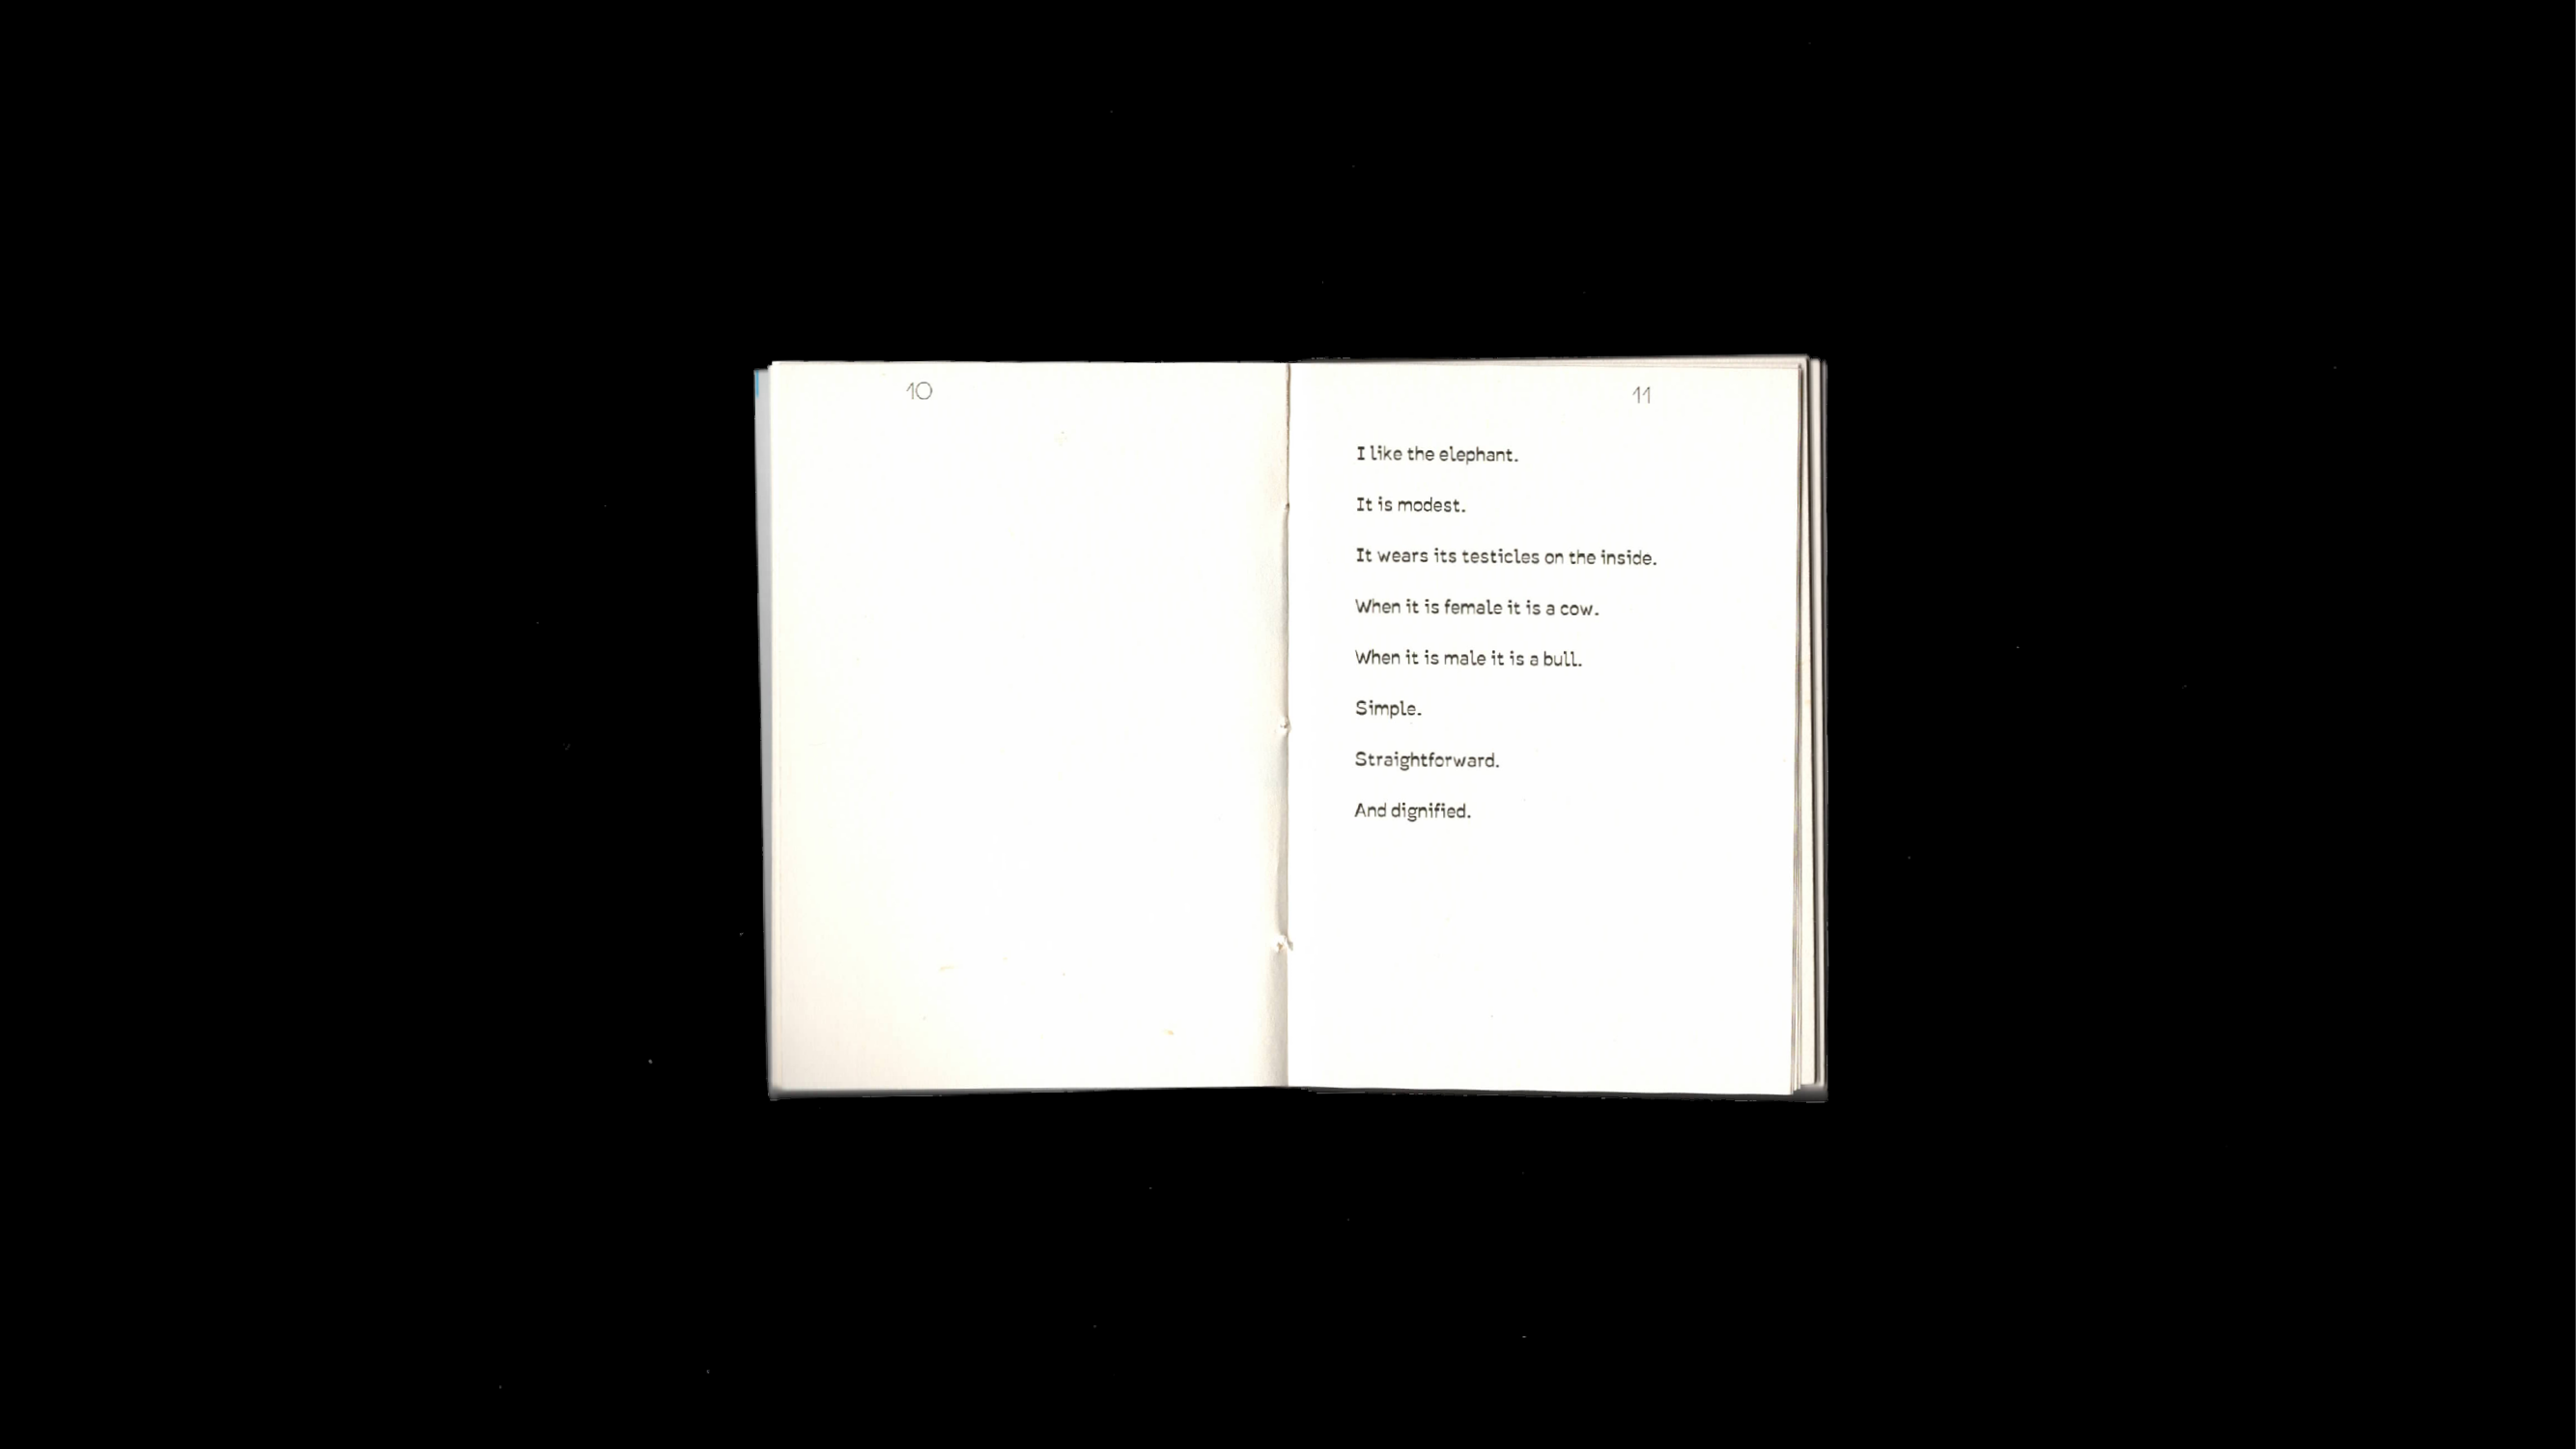 10
11
I like the elephant.
It is modest.
It wears its testicles on the inside.
When it is female it is a cow.
When it is male it is a bull.
Simple.
Straightforward.
And dignified.